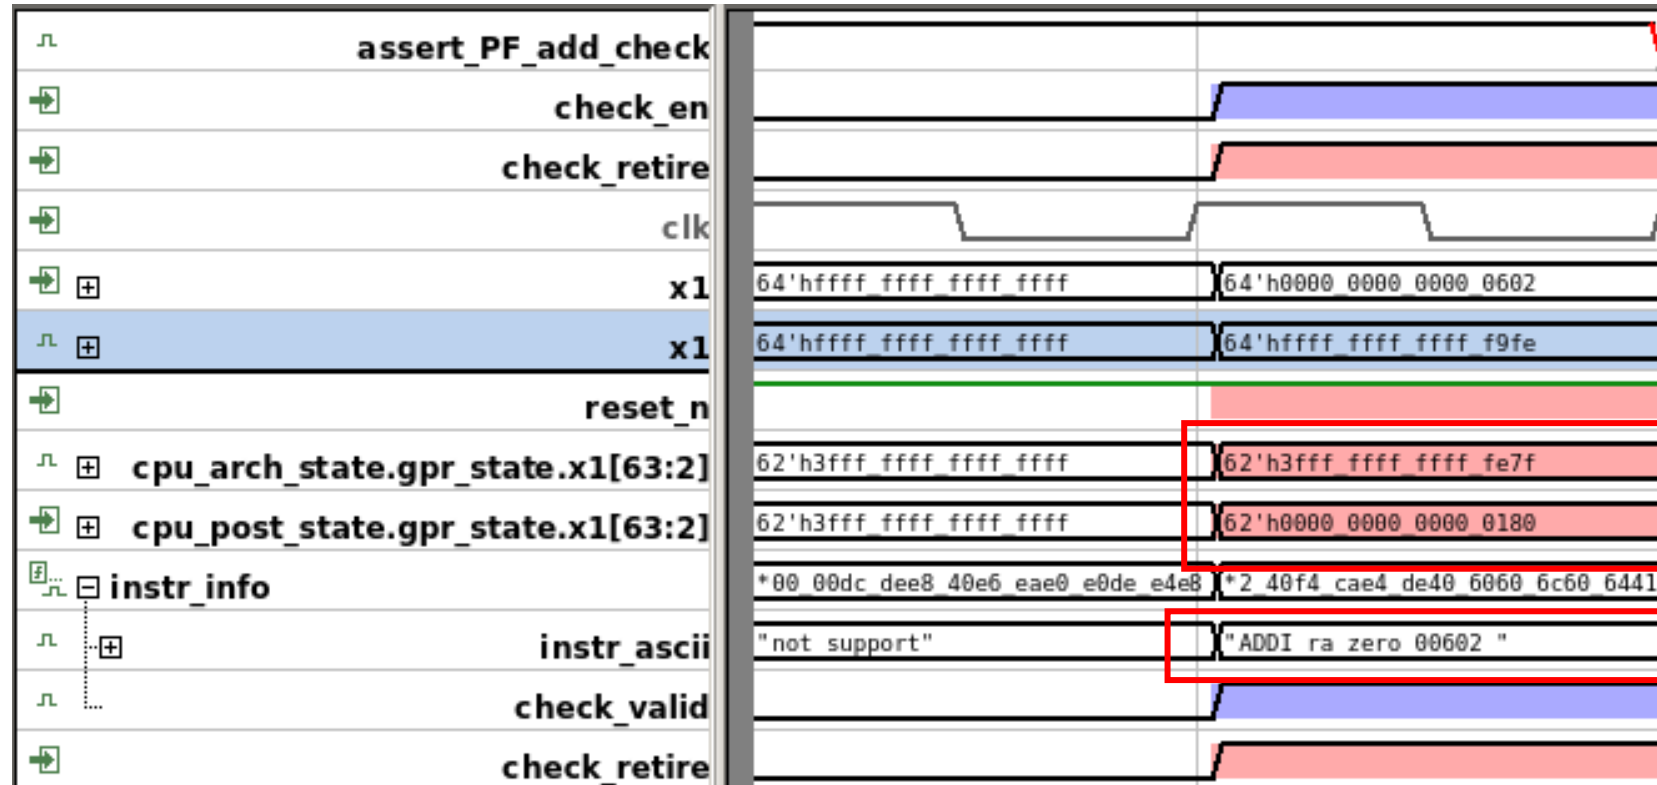 assert_PF_add_check
check_en
check_retire
clk
x1 64'hffff_ffff_ffff_ffff 64'h0000_0000_0000_0602
x1 64'hffff_ffff_ffff_ffff 64'hffff_ffff_ffff_f9fe
reset_n
cpu_arch_state.gpr_state.x1[63:2] 62'h3fff_ffff_ffff_ffff 62'h3fff_ffff_ffff_fe7f
cpu_post_state.gpr_state.x1[63:2] 62'h3fff_ffff_ffff_ffff 62'h0000_0000_0000_0180
instr_info *00_00dc_dee8_40e6_eae0_e0de_e4e8 *2_40f4_cae4_de40_6060_6c60_6441
instr_ascii "not support" "ADDI ra zero 00602 "
check_valid
check_retire